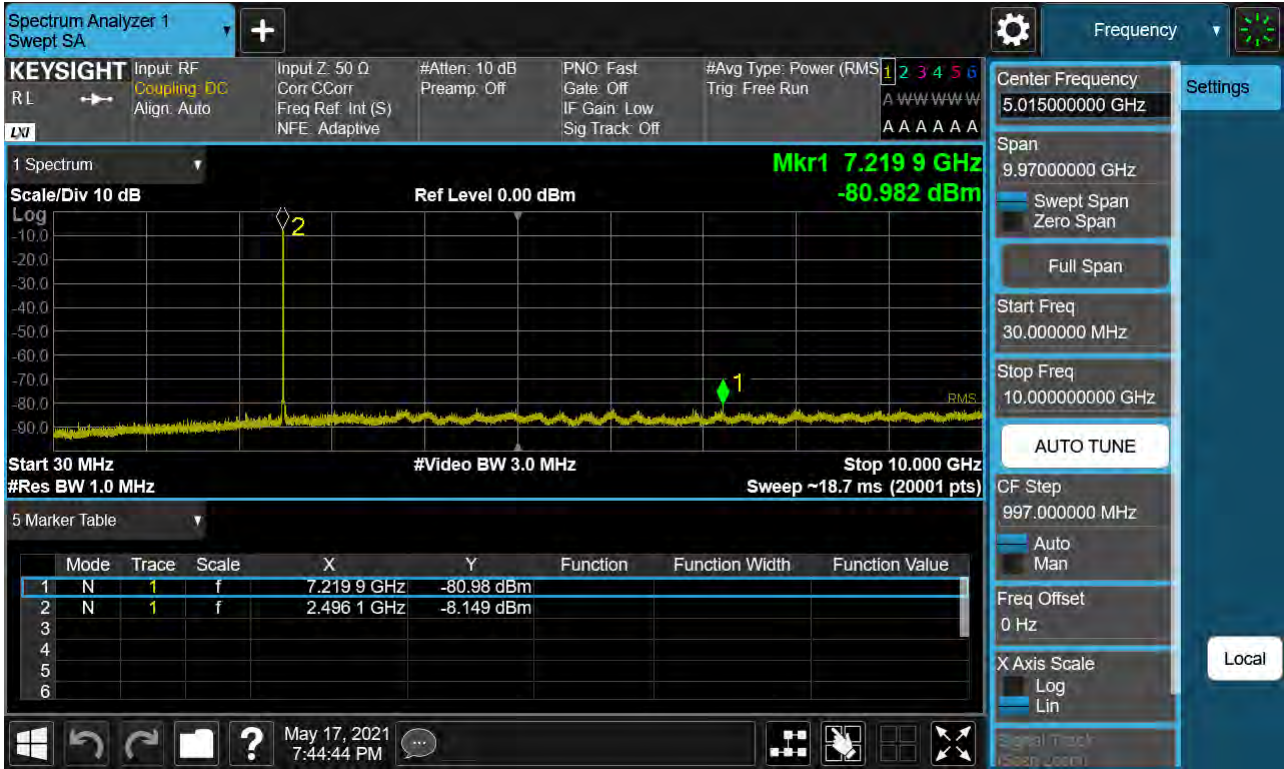 Spectrum Analyzer 1
Swept SA
Frequency
KEYSIGHT
R L
LXI
Input: RF
Coupling: DC
Align: Auto
Input Z: 50 Ω
Corr CCorr
Freq Ref: Int (S)
NFE: Adaptive
#Atten: 10 dB
Preamp: Off
PNO: Fast
Gate: Off
IF Gain: Low
Sig Track: Off
#Avg Type: Power (RMS
Trig: Free Run
1 2 3 4 5 6
A W W W W W
A A A A A A
1 Spectrum
Mkr1 7.219 9 GHz
-80.982 dBm
Scale/Div 10 dB
Ref Level 0.00 dBm
Log
-10.0
-20.0
-30.0
-40.0
-50.0
-60.0
-70.0
-80.0
-90.0
2
1
RMS
Start 30 MHz
#Video BW 3.0 MHz
Stop 10.000 GHz
#Res BW 1.0 MHz
Sweep ~18.7 ms (20001 pts)
5 Marker Table
Mode Trace Scale X Y Function Function Width Function Value
1 N 1 f 7.219 9 GHz -80.98 dBm
2 N 1 f 2.496 1 GHz -8.149 dBm
3
4
5
6
May 17, 2021
7:44:44 PM
Center Frequency
5.015000000 GHz
Settings
Span
9.97000000 GHz
Swept Span
Zero Span
Full Span
Start Freq
30.000000 MHz
Stop Freq
10.000000000 GHz
AUTO TUNE
CF Step
997.000000 MHz
Auto
Man
Freq Offset
0 Hz
X Axis Scale
Log
Lin
Local
Signal Track
(Span Zoom)